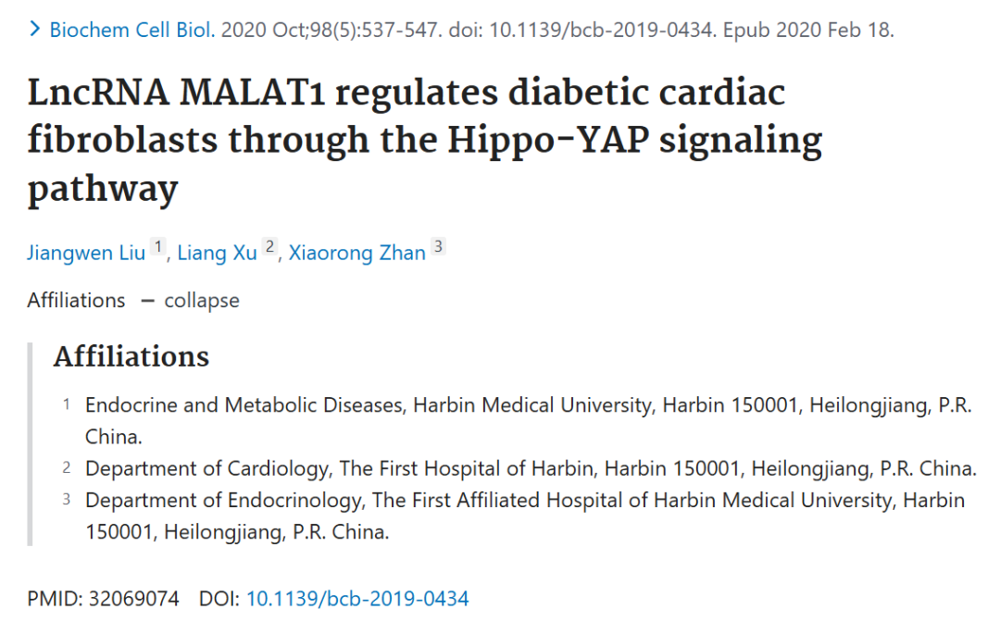 Biochem Cell Biol. 2020 Oct;98(5):537-547. doi: 10.1139/bcb-2019-0434. Epub 2020 Feb 18.
LncRNA MALAT1 regulates diabetic cardiac
fibroblasts through the Hippo-YAP signaling
pathway
Jiangwen Liu 1, Liang Xu 2, Xiaorong Zhan 3
Affiliations — collapse
Affiliations
1 Endocrine and Metabolic Diseases, Harbin Medical University, Harbin 150001, Heilongjiang, P.R.
China.
2 Department of Cardiology, The First Hospital of Harbin, Harbin 150001, Heilongjiang, P.R. China.
3 Department of Endocrinology, The First Affiliated Hospital of Harbin Medical University, Harbin
150001, Heilongjiang, P.R. China.
PMID: 32069074 DOI: 10.1139/bcb-2019-0434